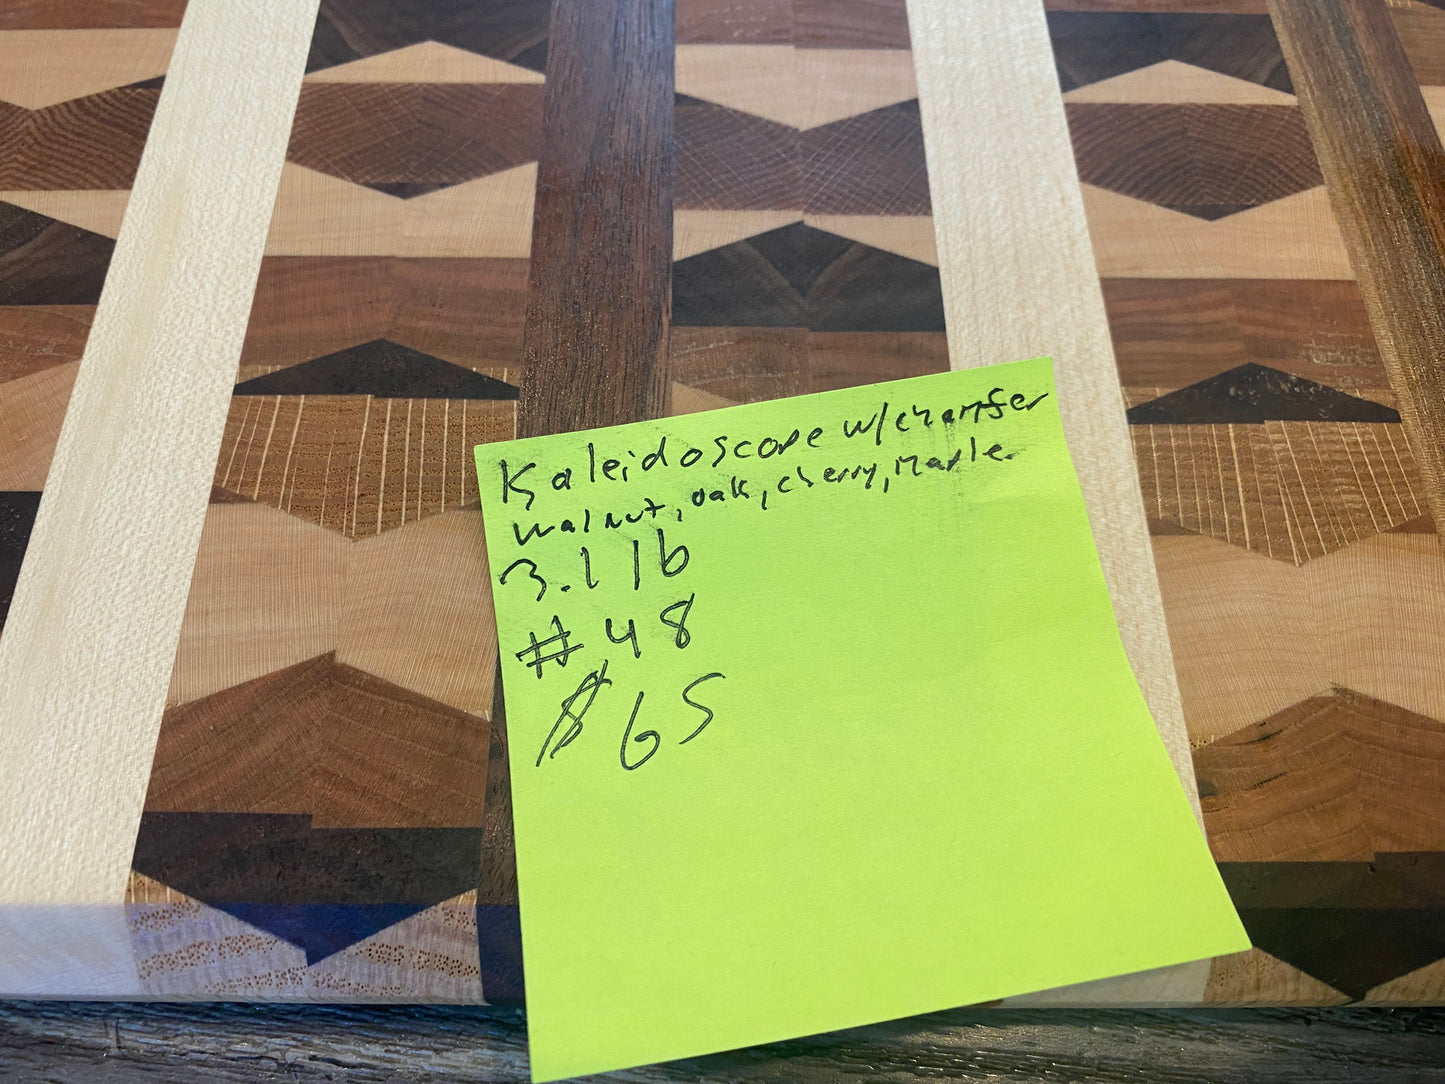 Kaleidoscope w/chamfer
walnut, oak, cherry, Maple
3.1 lb
#48
$65